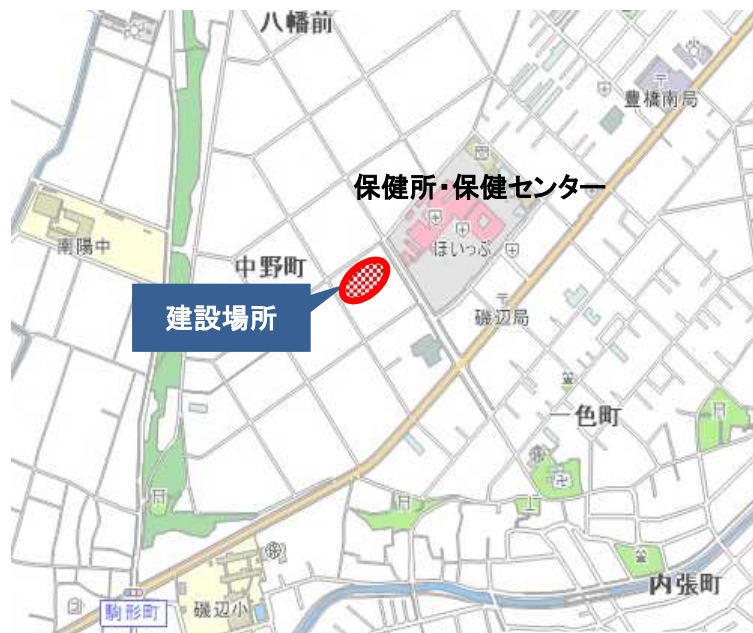 八幡前
豊橋南局
保健所・保健センター
南陽中
ほいっぷ
中野町
建設場所
磯辺局
一色町
内張町
駒形町
磯辺小